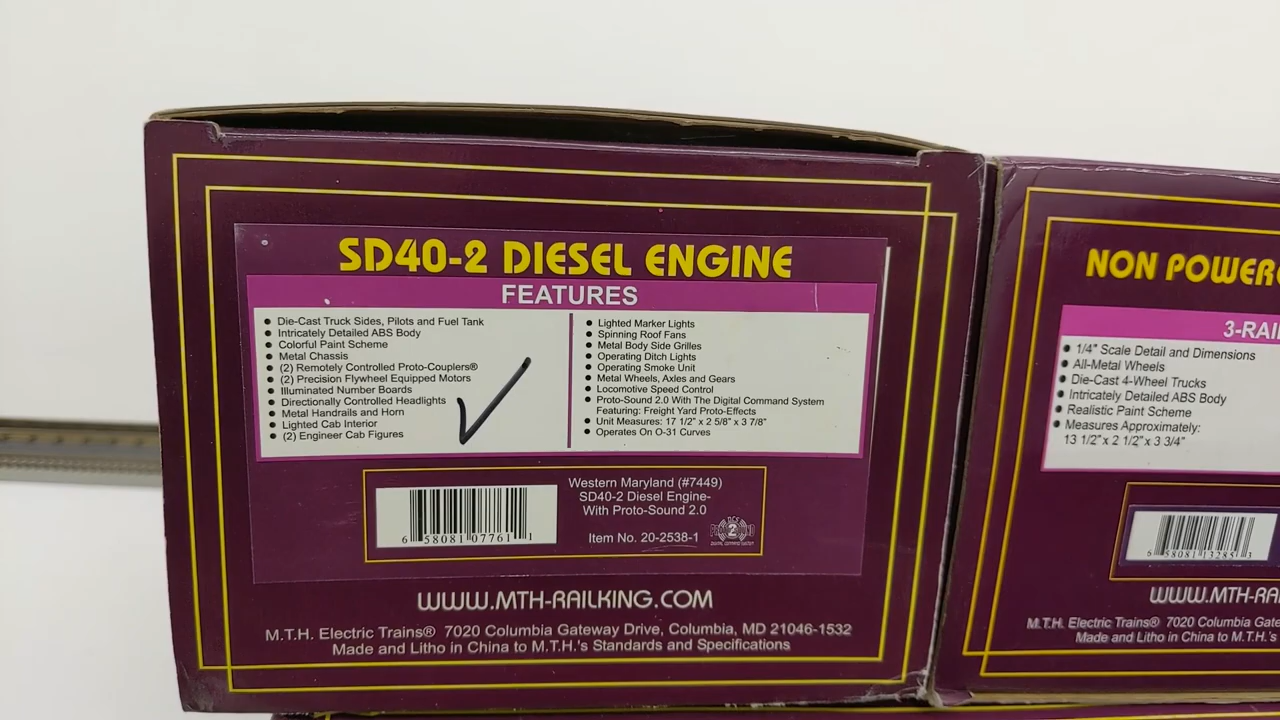 SD40-2 DIESEL ENGINE
FEATURES
Die-Cast Truck Sides, Pilots and Fuel Tank
Intricately Detailed ABS Body
Colorful Paint Scheme
Metal Chassis
(2) Remotely Controlled Proto-Couplers®
(2) Precision Flywheel Equipped Motors
Illuminated Number Boards
Directionally Controlled Headlights
Metal Handrails and Horn
Lighted Cab Interior
(2) Engineer Cab Figures
Lighted Marker Lights
Spinning Roof Fans
Metal Body Side Grilles
Operating Ditch Lights
Operating Smoke Unit
Metal Wheels, Axles and Gears
Locomotive Speed Control
Proto-Sound 2.0 With The Digital Command System
Featuring: Freight Yard Proto-Effects
Unit Measures: 17 1/2" x 2 5/8" x 3 7/8"
Operates On O-31 Curves
6 58081 07761 1
Western Maryland (#7449)
SD40-2 Diesel Engine-
With Proto-Sound 2.0
Item No. 20-2538-1
WWW.MTH-RAILKING.COM
M.T.H. Electric Trains® 7020 Columbia Gateway Drive, Columbia, MD 21046-1532
Made and Litho in China to M.T.H.'s Standards and Specifications
NON POWER
3-RAI
1/4" Scale Detail and Dimensions
All-Metal Wheels
Die-Cast 4-Wheel Trucks
Intricately Detailed ABS Body
Realistic Paint Scheme
Measures Approximately:
13 1/2" x 2 1/2" x 3 3/4"
6 58081 13285 3
WWW.MTH-RAI
M.T.H. Electric Trains® 7020 Columbia Gate
Made and Litho in China to M.T.H.'s